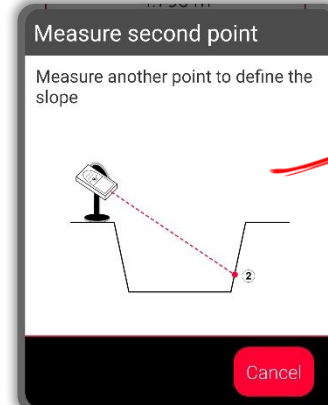 Measure second point
Measure another point to define the
slope
2
Cancel